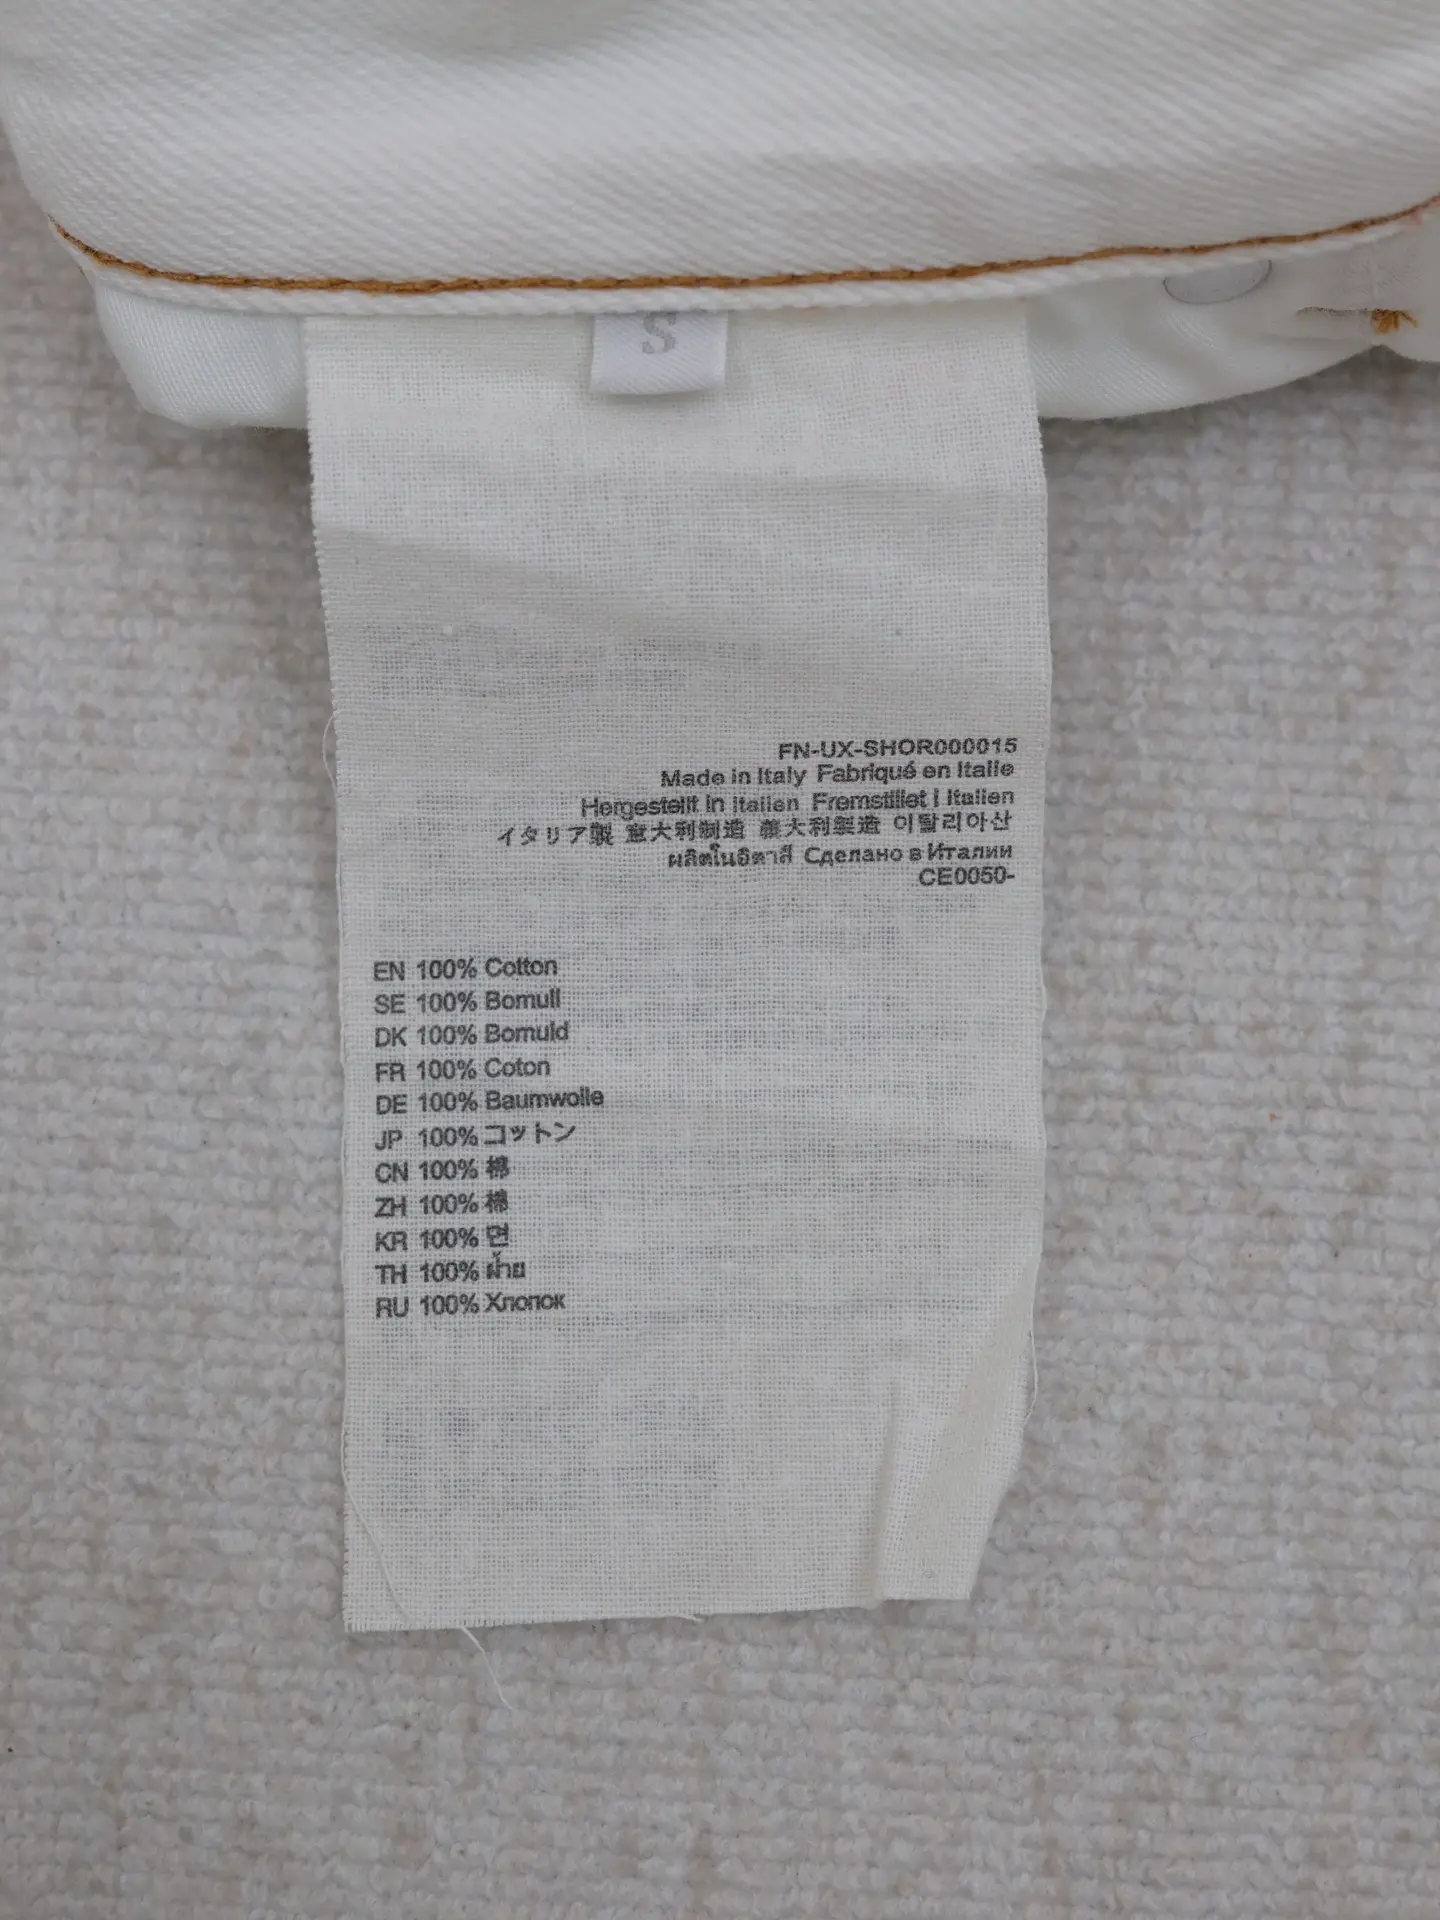 S
FN-UX-SHOR000015
Made in Italy Fabriqué en Italie
Hergestellt in Italien Fremstillet i Italien
イタリア製 意大利制造 義大利製造 이탈리아산
ผลิตในอิตาลี Сделано в Италии
CE0050-
EN 100% Cotton
SE 100% Bomull
DK 100% Bomuld
FR 100% Coton
DE 100% Baumwolle
JP 100% コットン
CN 100% 棉
ZH 100% 棉
KR 100% 면
TH 100% ฝ้าย
RU 100% Хлопок